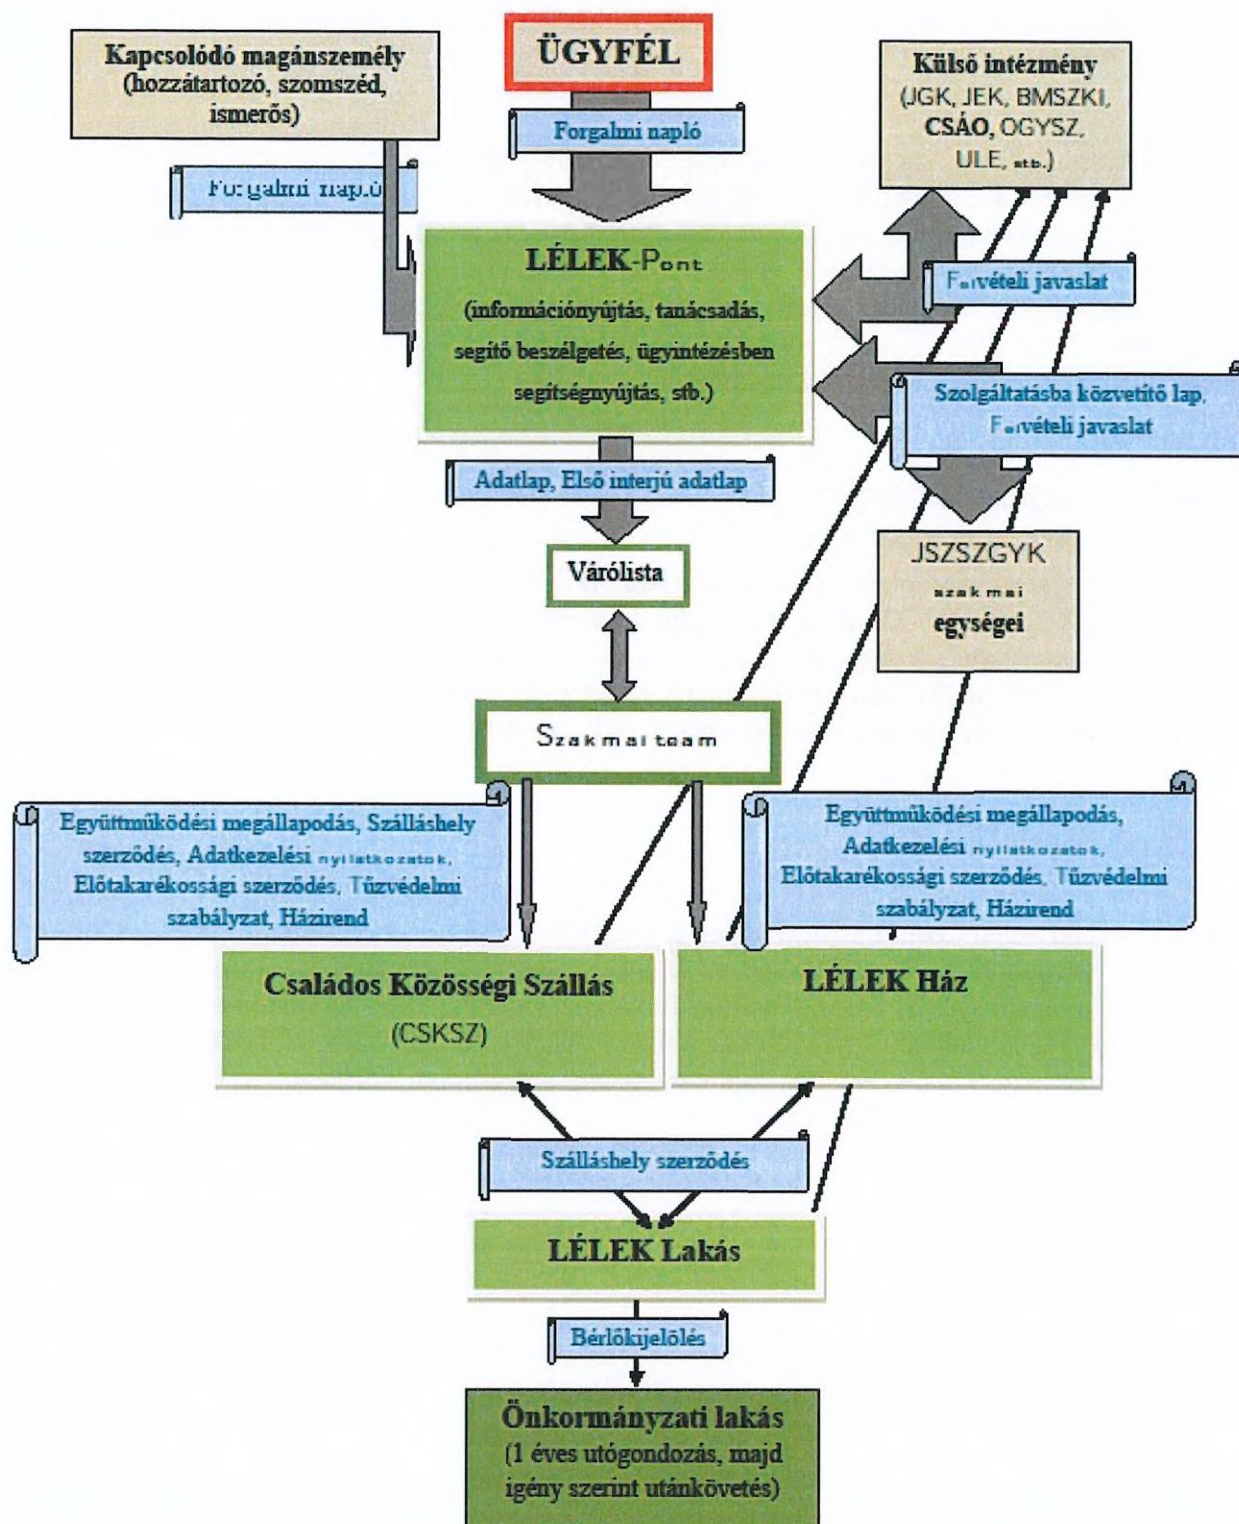 Kapcsolódó magánszemély
(hozzátartozó, szomszéd,
ismerős)
ÜGYFÉL
Külső intézmény
(JGK, JEK, BMSZKI,
CSÁO, OGYSZ,
ULE, stb.)
Forgalmi napló
Forgalmi napló
LÉLEK-Pont
(információnyújtás, tanácsadás,
segítő beszélgetés, ügyintézésben
segítségnyújtás, stb.)
Felvételi javaslat
Szolgáltatásba közvetítő lap,
Felvételi javaslat
Adatlap, Első interjú adatlap
Várólista
JSZSZGYK
szakmai
egységei
Szakmai team
Együttműködési megállapodás, Szálláshely
szerződés, Adatkezelési nyilatkozatok,
Előtakarékossági szerződés, Tűzvédelmi
szabályzat, Házirend
Együttműködési megállapodás,
Adatkezelési nyilatkozatok,
Előtakarékossági szerződés, Tűzvédelmi
szabályzat, Házirend
Családos Közösségi Szállás
(CSKSZ)
LÉLEK Ház
Szálláshely szerződés
LÉLEK Lakás
Bérlőkijelölés
Önkormányzati lakás
(1 éves utógondozás, majd
igény szerint utánkövetés)